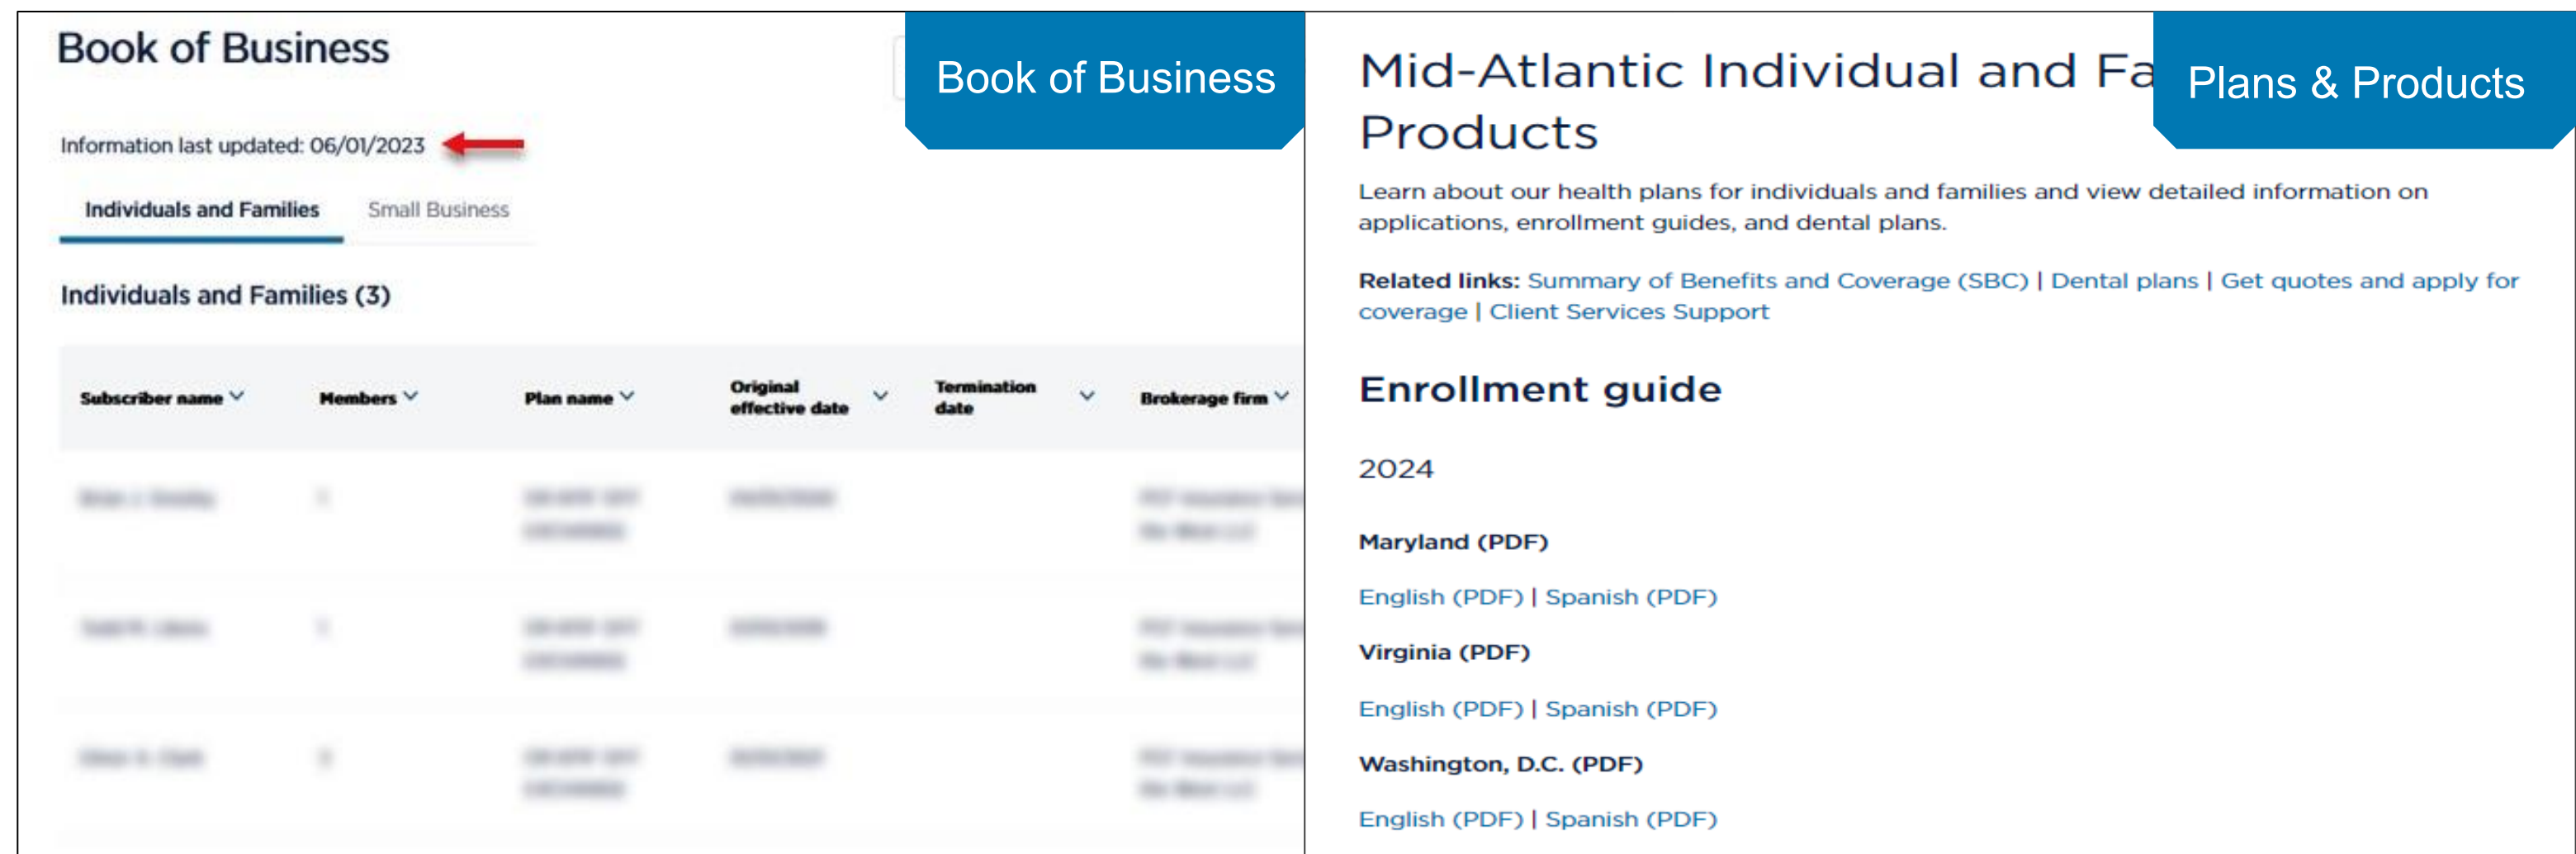 Book of Business
Book of Business
Information last updated: 06/01/2023
Individuals and Families
Small Business
Individuals and Families (3)
Subscriber name
Members
Plan name
Original
effective date
Termination
date
Brokerage firm
Mid-Atlantic Individual and Fa
Plans & Products
Products
Learn about our health plans for individuals and families and view detailed information on
applications, enrollment guides, and dental plans.
Related links: Summary of Benefits and Coverage (SBC) | Dental plans | Get quotes and apply for
coverage | Client Services Support
Enrollment guide
2024
Maryland (PDF)
English (PDF) | Spanish (PDF)
Virginia (PDF)
English (PDF) | Spanish (PDF)
Washington, D.C. (PDF)
English (PDF) | Spanish (PDF)